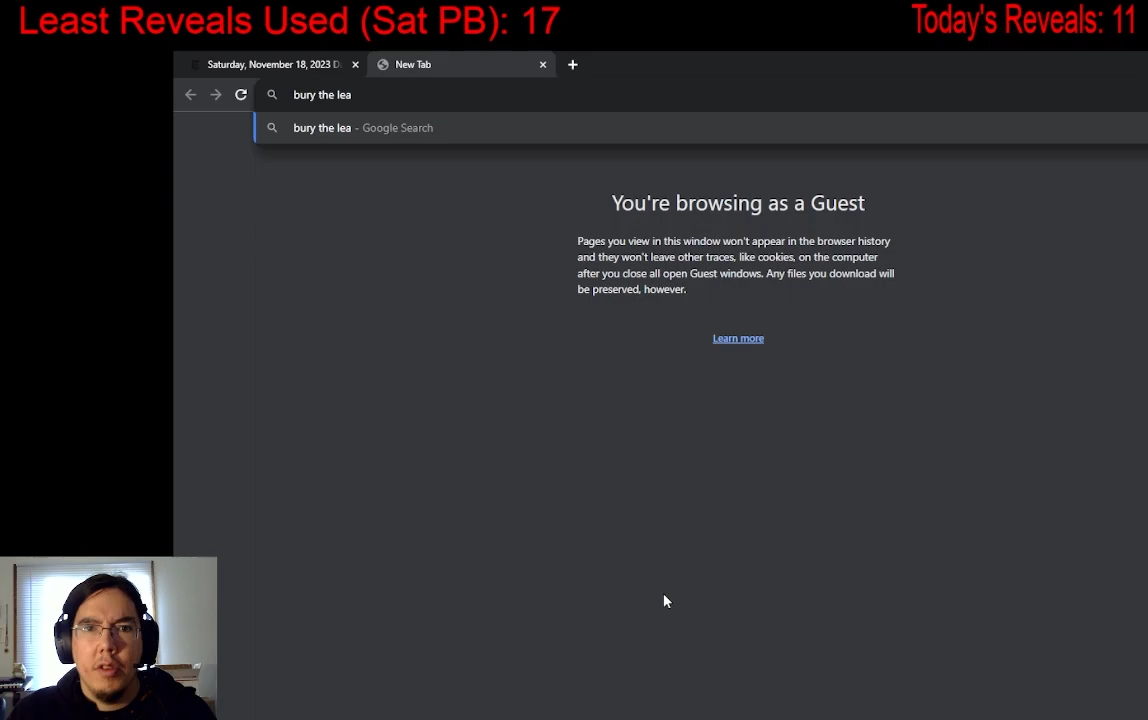 Least Reveals Used (Sat PB): 17
Today's Reveals: 11
Saturday, November 18, 2023 D
New Tab
bury the lea
bury the lea - Google Search
You're browsing as a Guest
Pages you view in this window won't appear in the browser history
and they won't leave other traces, like cookies, on the computer
after you close all open Guest windows. Any files you download will
be preserved, however.
Learn more